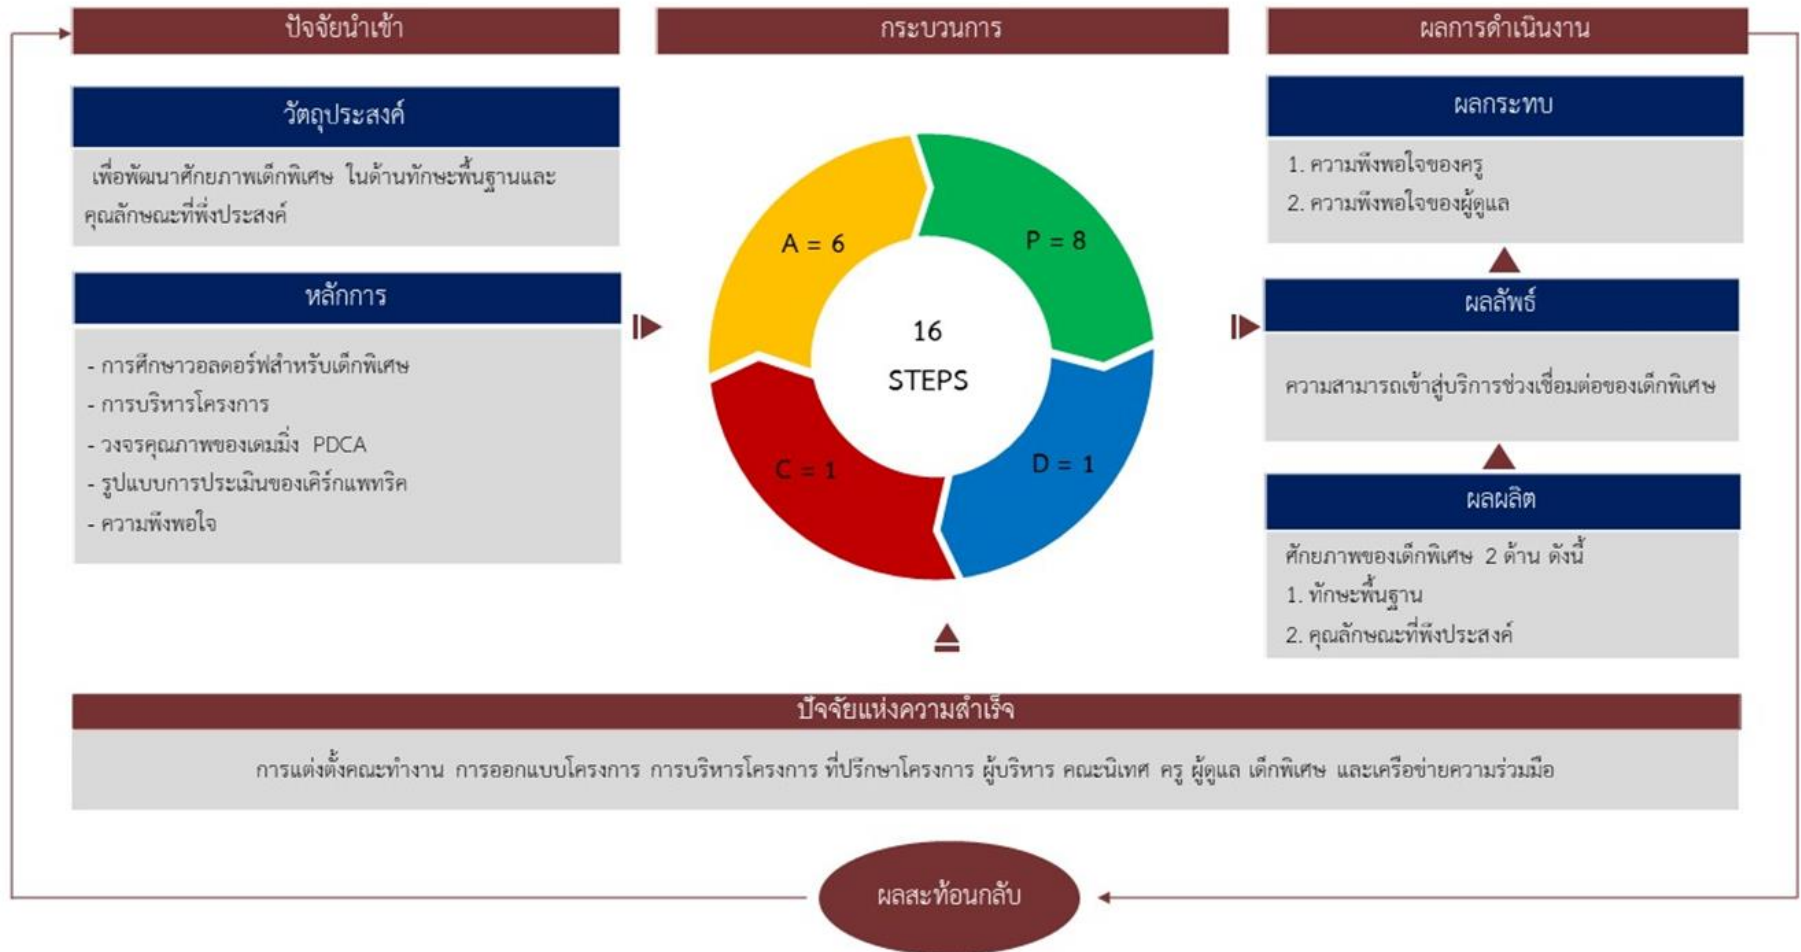 ปัจจัยนำเข้า
กระบวนการ
ผลการดำเนินงาน
วัตถุประสงค์
เพื่อพัฒนาศักยภาพเด็กพิเศษ ในด้านทักษะพื้นฐานและ
คุณลักษณะที่พึ่งประสงค์
หลักการ
- การศึกษาวอลดอร์ฟสำหรับเด็กพิเศษ
- การบริหารโครงการ
- วงจรคุณภาพของเดมมิ่ง PDCA
- รูปแบบการประเมินของเคิร์กแพทริค
- ความพึงพอใจ
A = 6
P = 8
16
STEPS
C = 1
D = 1
ผลกระทบ
1. ความพึงพอใจของครู
2. ความพึงพอใจของผู้ดูแล
ผลลัพธ์
ความสามารถเข้าสู่บริการช่วงเชื่อมต่อของเด็กพิเศษ
ผลผลิต
ศักยภาพของเด็กพิเศษ 2 ด้าน ดังนี้
1. ทักษะพื้นฐาน
2. คุณลักษณะที่พึงประสงค์
ปัจจัยแห่งความสำเร็จ
การแต่งตั้งคณะทำงาน การออกแบบโครงการ การบริหารโครงการ ที่ปรึกษาโครงการ ผู้บริหาร คณะนิเทศ ครู ผู้ดูแล เด็กพิเศษ และเครือข่ายความร่วมมือ
ผลสะท้อนกลับ